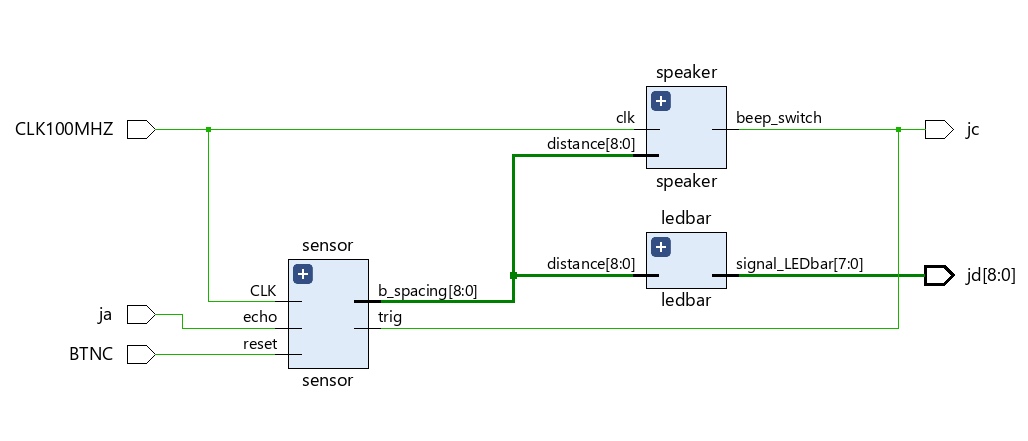 speaker
CLK100MHZ
clk
beep_switch
jc
distance[8:0]
speaker
ledbar
sensor
distance[8:0]
signal_LEDbar[7:0]
jd[8:0]
CLK
b_spacing[8:0]
ledbar
ja
echo
trig
BTNC
reset
sensor